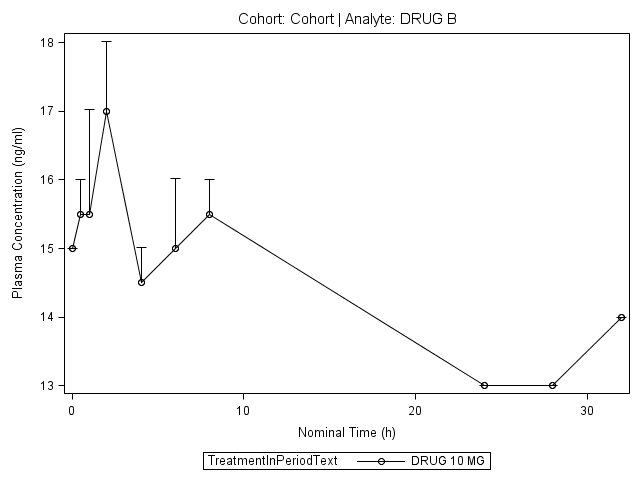 Cohort: Cohort | Analyte: DRUG B
Plasma Concentration (ng/ml)
18
17
16
15
14
13
0 10 20 30
Nominal Time (h)
TreatmentInPeriodText DRUG 10 MG